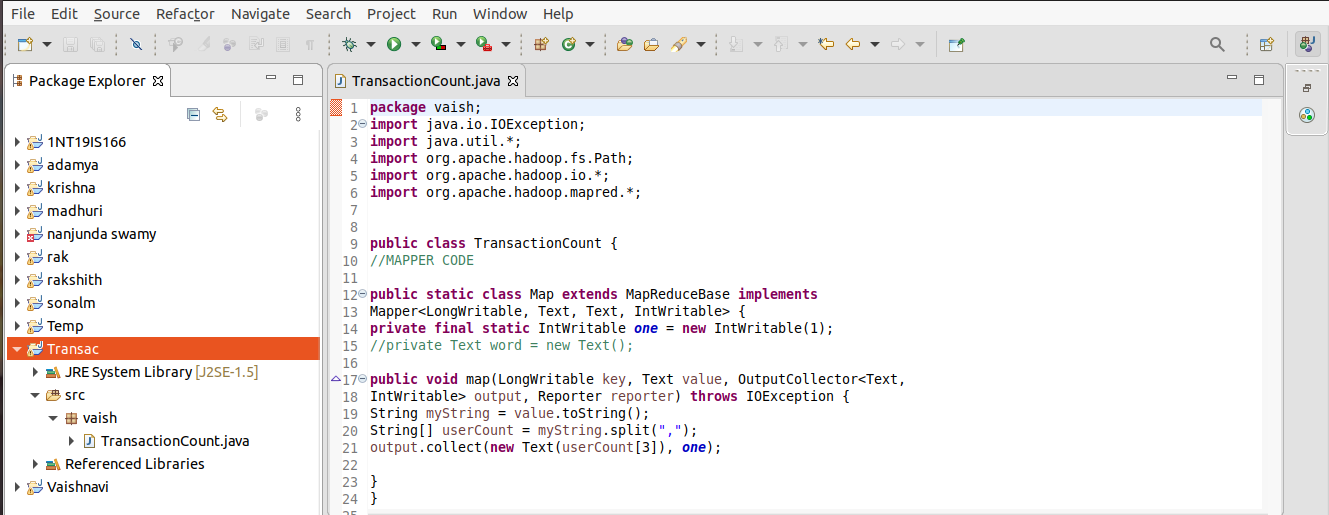 File Edit Source Refactor Navigate Search Project Run Window Help
Package Explorer
1NT19IS166
adamya
krishna
madhuri
nanjunda swamy
rak
rakshith
sonalm
Temp
Transac
JRE System Library [J2SE-1.5]
src
vaish
TransactionCount.java
Referenced Libraries
Vaishnavi
TransactionCount.java
1 package vaish;
2 import java.io.IOException;
3 import java.util.*;
4 import org.apache.hadoop.fs.Path;
5 import org.apache.hadoop.io.*;
6 import org.apache.hadoop.mapred.*;
7
8
9 public class TransactionCount {
10 //MAPPER CODE
11
12 public static class Map extends MapReduceBase implements
13 Mapper<LongWritable, Text, Text, IntWritable> {
14 private final static IntWritable one = new IntWritable(1);
15 //private Text word = new Text();
16
17 public void map(LongWritable key, Text value, OutputCollector<Text,
18 IntWritable> output, Reporter reporter) throws IOException {
19 String myString = value.toString();
20 String[] userCount = myString.split(",");
21 output.collect(new Text(userCount[3]), one);
22
23 }
24 }
25